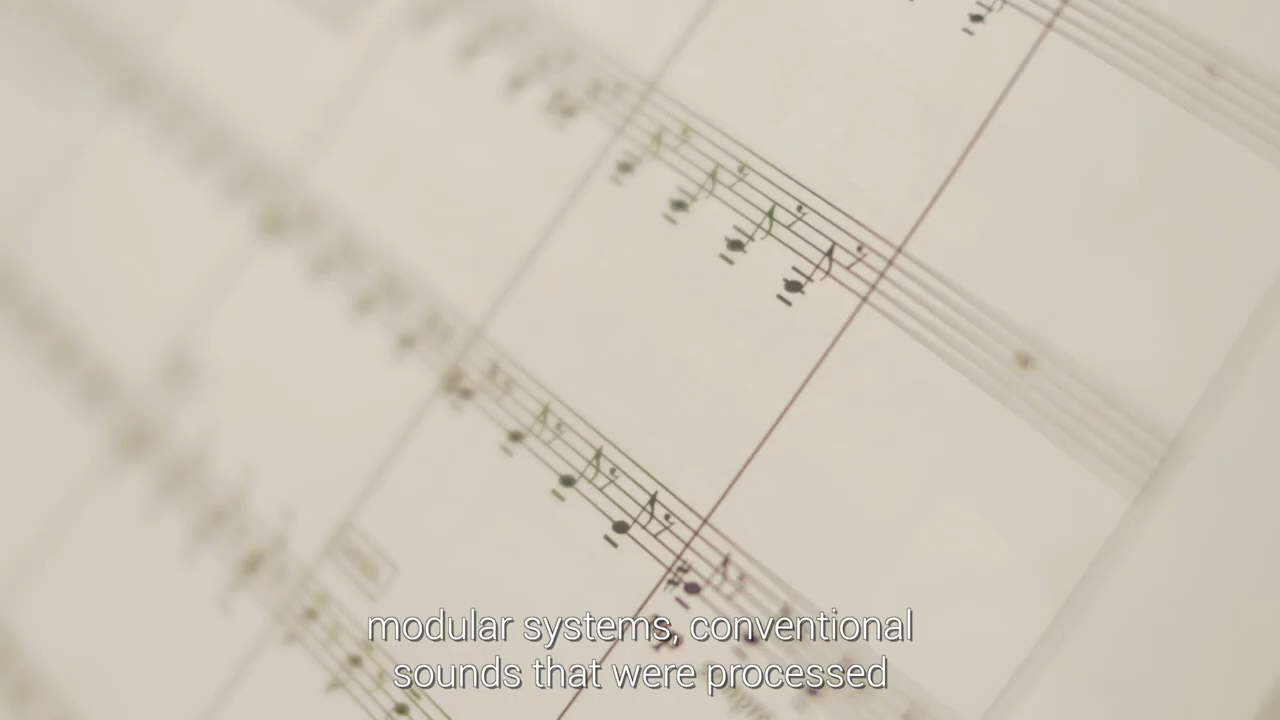 modular systems, conventional
sounds that were processed